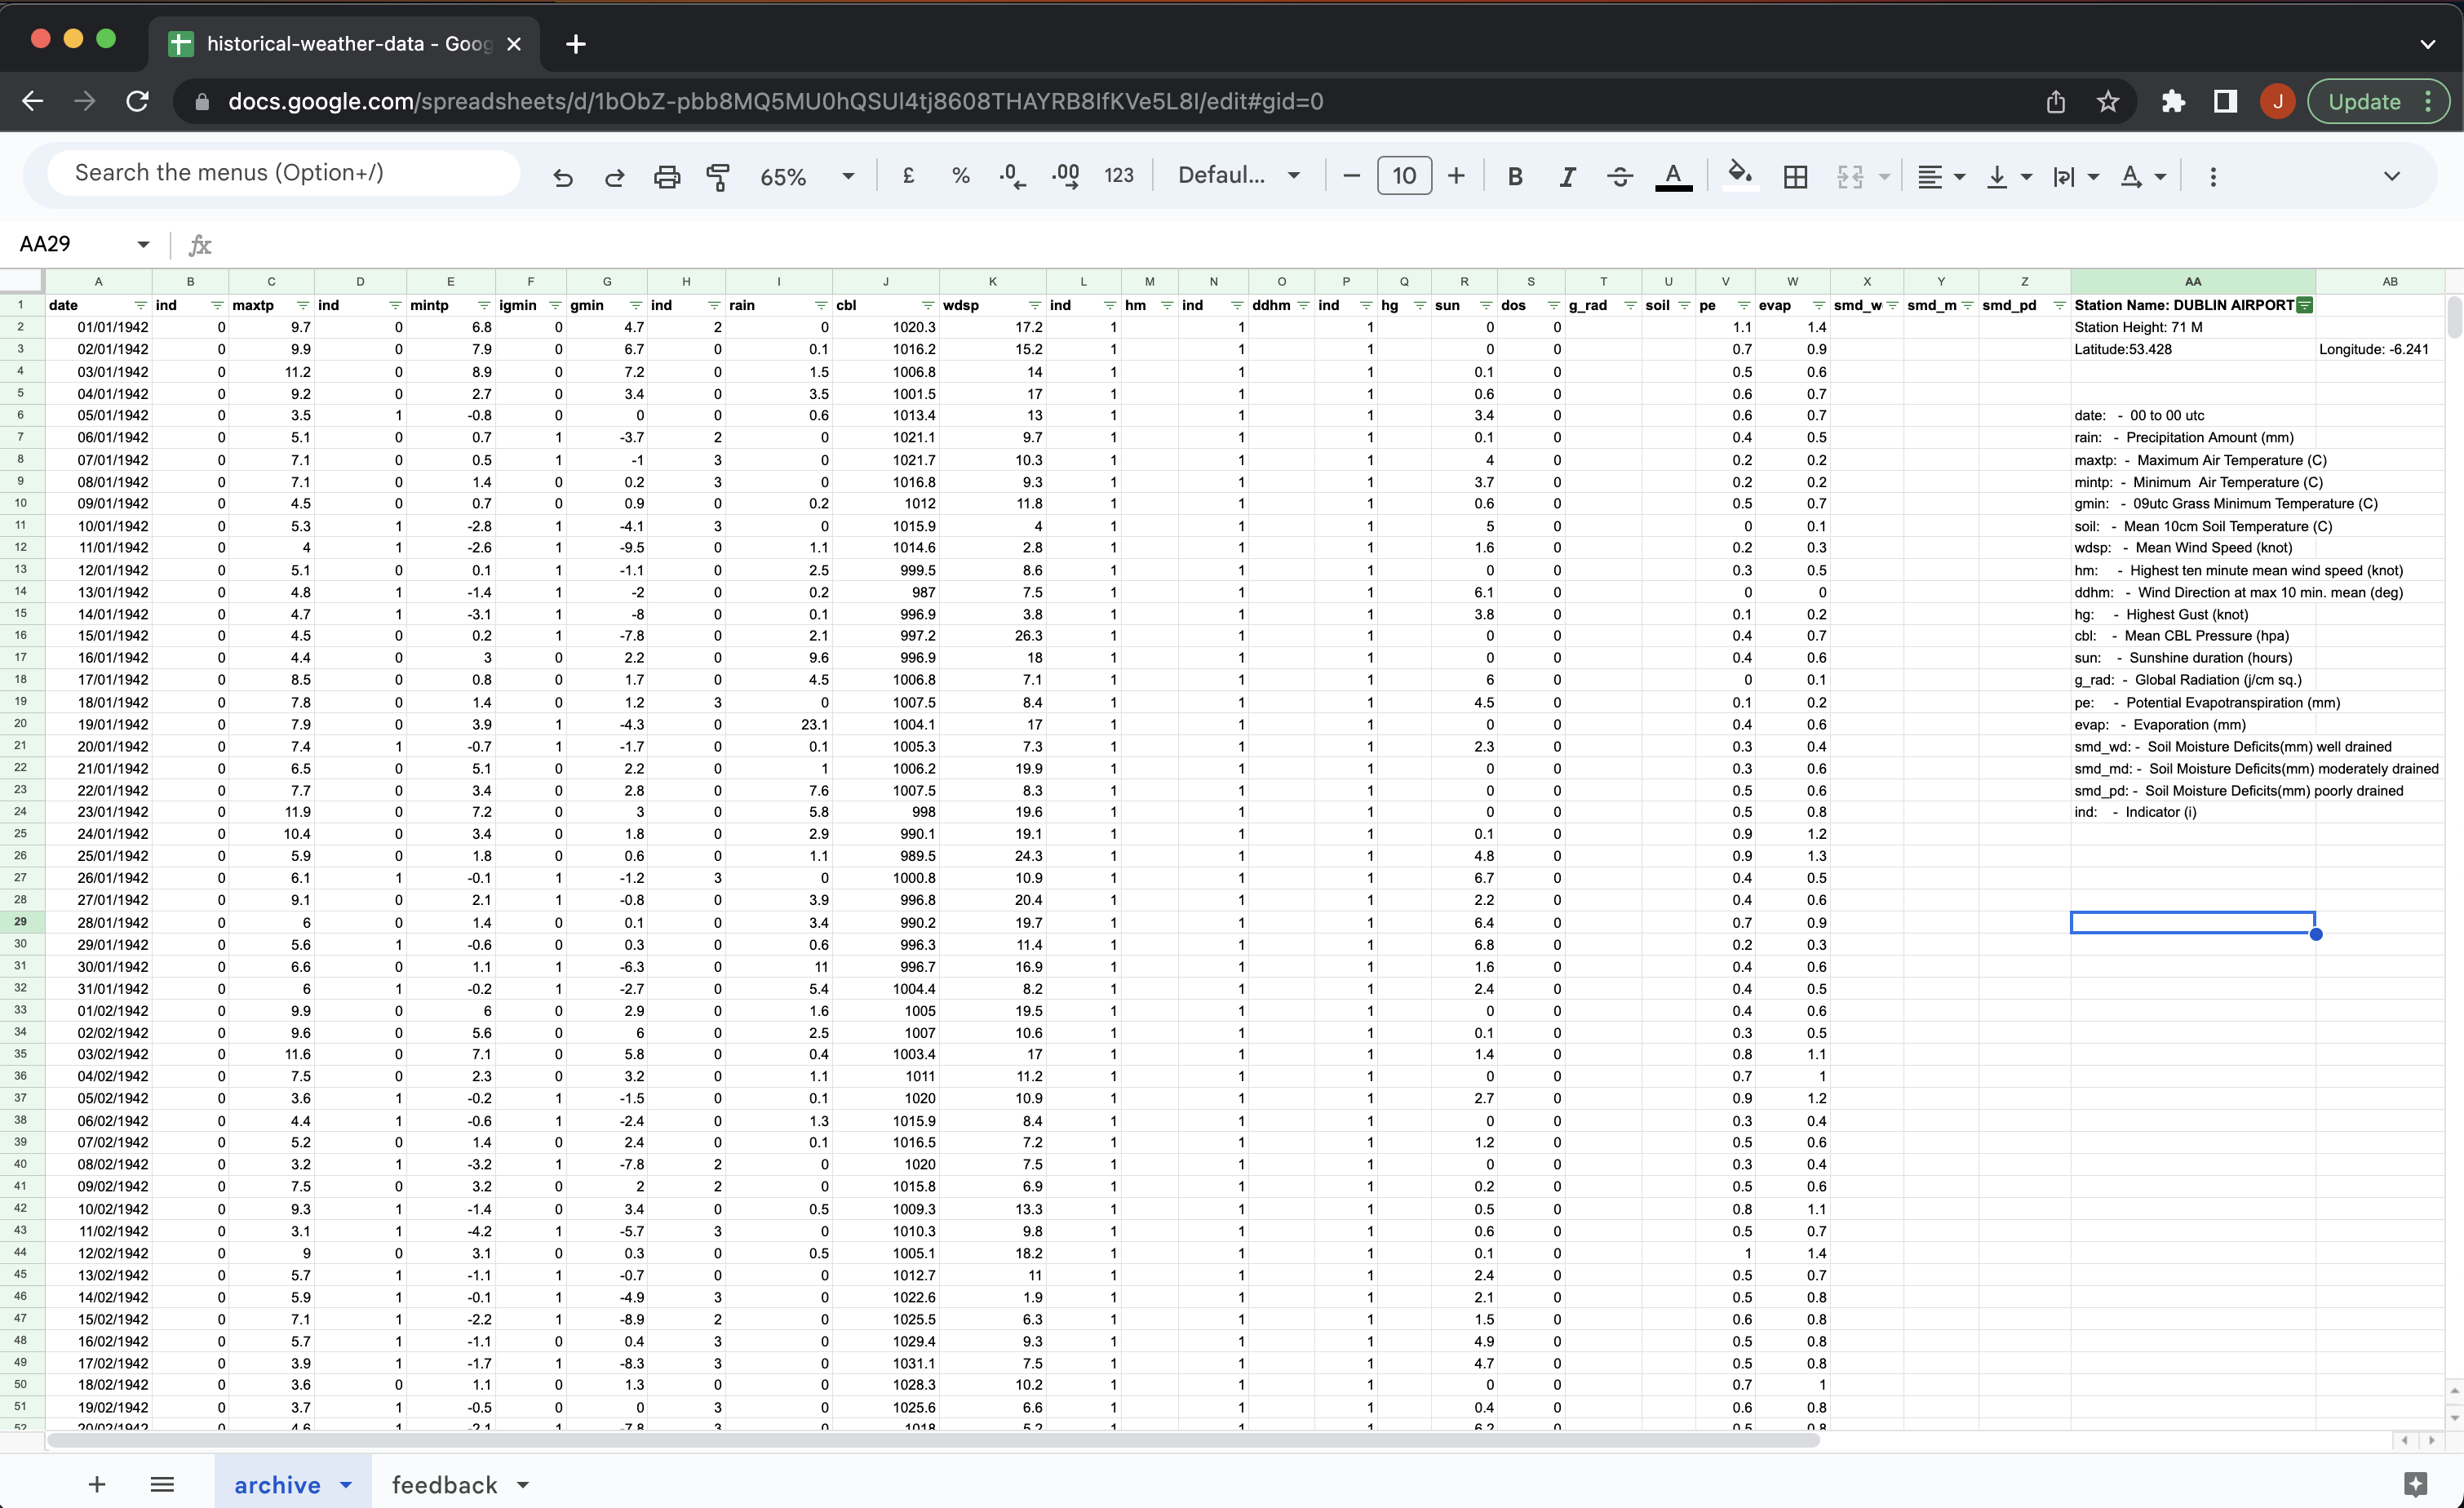 historical-weather-data - Goog
docs.google.com/spreadsheets/d/1bObZ-pbb8MQ5MU0hQSUl4tj8608THAYRB8IfKVe5L8I/edit#gid=0
J
Update
Search the menus (Option+/)
65%
£ % .0 .00 123
Defaul...
10
B I A
AA29
fx
A B C D E F G H I J K L M N O P Q R S T U V W X Y Z AA AB
1 date ind maxtp ind mintp igmin gmin ind rain cbl wdsp ind hm ind ddhm ind hg sun dos g_rad soil pe evap smd_w smd_m smd_pd Station Name: DUBLIN AIRPORT
2 01/01/1942 0 9.7 0 6.8 0 4.7 2 0 1020.3 17.2 1 1 1 0 0 1.1 1.4 Station Height: 71 M
3 02/01/1942 0 9.9 0 7.9 0 6.7 0 0.1 1016.2 15.2 1 1 1 0 0 0.7 0.9 Latitude:53.428 Longitude: -6.241
4 03/01/1942 0 11.2 0 8.9 0 7.2 0 1.5 1006.8 14 1 1 1 0.1 0 0.5 0.6
5 04/01/1942 0 9.2 0 2.7 0 3.4 0 3.5 1001.5 17 1 1 1 0.6 0 0.6 0.7
6 05/01/1942 0 3.5 1 -0.8 0 0 0 0.6 1013.4 13 1 1 1 3.4 0 0.6 0.7 date: - 00 to 00 utc
7 06/01/1942 0 5.1 0 0.7 1 -3.7 2 0 1021.1 9.7 1 1 1 0.1 0 0.4 0.5 rain: - Precipitation Amount (mm)
8 07/01/1942 0 7.1 0 0.5 1 -1 3 0 1021.7 10.3 1 1 1 4 0 0.2 0.2 maxtp: - Maximum Air Temperature (C)
9 08/01/1942 0 7.1 0 1.4 0 0.2 3 0 1016.8 9.3 1 1 1 3.7 0 0.2 0.2 mintp: - Minimum Air Temperature (C)
10 09/01/1942 0 4.5 0 0.7 0 0.9 0 0.2 1012 11.8 1 1 1 0.6 0 0.5 0.7 gmin: - 09utc Grass Minimum Temperature (C)
11 10/01/1942 0 5.3 1 -2.8 1 -4.1 3 0 1015.9 4 1 1 1 5 0 0 0.1 soil: - Mean 10cm Soil Temperature (C)
12 11/01/1942 0 4 1 -2.6 1 -9.5 0 1.1 1014.6 2.8 1 1 1 1.6 0 0.2 0.3 wdsp: - Mean Wind Speed (knot)
13 12/01/1942 0 5.1 0 0.1 1 -1.1 0 2.5 999.5 8.6 1 1 1 0 0 0.3 0.5 hm: - Highest ten minute mean wind speed (knot)
14 13/01/1942 0 4.8 1 -1.4 1 -2 0 0.2 987 7.5 1 1 1 6.1 0 0 0 ddhm: - Wind Direction at max 10 min. mean (deg)
15 14/01/1942 0 4.7 1 -3.1 1 -8 0 0.1 996.9 3.8 1 1 1 3.8 0 0.1 0.2 hg: - Highest Gust (knot)
16 15/01/1942 0 4.5 0 0.2 1 -7.8 0 2.1 997.2 26.3 1 1 1 0 0 0.4 0.7 cbl: - Mean CBL Pressure (hpa)
17 16/01/1942 0 4.4 0 3 0 2.2 0 9.6 996.9 18 1 1 1 0 0 0.4 0.6 sun: - Sunshine duration (hours)
18 17/01/1942 0 8.5 0 0.8 0 1.7 0 4.5 1006.8 7.1 1 1 1 6 0 0 0.1 g_rad: - Global Radiation (j/cm sq.)
19 18/01/1942 0 7.8 0 1.4 0 1.2 3 0 1007.5 8.4 1 1 1 4.5 0 0.1 0.2 pe: - Potential Evapotranspiration (mm)
20 19/01/1942 0 7.9 0 3.9 1 -4.3 0 23.1 1004.1 17 1 1 1 0 0 0.4 0.6 evap: - Evaporation (mm)
21 20/01/1942 0 7.4 1 -0.7 1 -1.7 0 0.1 1005.3 7.3 1 1 1 2.3 0 0.3 0.4 smd_wd: - Soil Moisture Deficits(mm) well drained
22 21/01/1942 0 6.5 0 5.1 0 2.2 0 1 1006.2 19.9 1 1 1 0 0 0.3 0.6 smd_md: - Soil Moisture Deficits(mm) moderately drained
23 22/01/1942 0 7.7 0 3.4 0 2.8 0 7.6 1007.5 8.3 1 1 1 0 0 0.5 0.6 smd_pd: - Soil Moisture Deficits(mm) poorly drained
24 23/01/1942 0 11.9 0 7.2 0 3 0 5.8 998 19.6 1 1 1 0 0 0.5 0.8 ind: - Indicator (i)
25 24/01/1942 0 10.4 0 3.4 0 1.8 0 2.9 990.1 19.1 1 1 1 0.1 0 0.9 1.2
26 25/01/1942 0 5.9 0 1.8 0 0.6 0 1.1 989.5 24.3 1 1 1 4.8 0 0.9 1.3
27 26/01/1942 0 6.1 1 -0.1 1 -1.2 3 0 1000.8 10.9 1 1 1 6.7 0 0.4 0.5
28 27/01/1942 0 9.1 0 2.1 1 -0.8 0 3.9 996.8 20.4 1 1 1 2.2 0 0.4 0.6
29 28/01/1942 0 6 0 1.4 0 0.1 0 3.4 990.2 19.7 1 1 1 6.4 0 0.7 0.9
30 29/01/1942 0 5.6 1 -0.6 0 0.3 0 0.6 996.3 11.4 1 1 1 6.8 0 0.2 0.3
31 30/01/1942 0 6.6 0 1.1 1 -6.3 0 11 996.7 16.9 1 1 1 1.6 0 0.4 0.6
32 31/01/1942 0 6 1 -0.2 1 -2.7 0 5.4 1004.4 8.2 1 1 1 2.4 0 0.4 0.5
33 01/02/1942 0 9.9 0 6 0 2.9 0 1.6 1005 19.5 1 1 1 0 0 0.4 0.6
34 02/02/1942 0 9.6 0 5.6 0 6 0 2.5 1007 10.6 1 1 1 0.1 0 0.3 0.5
35 03/02/1942 0 11.6 0 7.1 0 5.8 0 0.4 1003.4 17 1 1 1 1.4 0 0.8 1.1
36 04/02/1942 0 7.5 0 2.3 0 3.2 0 1.1 1011 11.2 1 1 1 0 0 0.7 1
37 05/02/1942 0 3.6 1 -0.2 1 -1.5 0 0.1 1020 10.9 1 1 1 2.7 0 0.9 1.2
38 06/02/1942 0 4.4 1 -0.6 1 -2.4 0 1.3 1015.9 8.4 1 1 1 0 0 0.3 0.4
39 07/02/1942 0 5.2 0 1.4 0 2.4 0 0.1 1016.5 7.2 1 1 1 1.2 0 0.5 0.6
40 08/02/1942 0 3.2 1 -3.2 1 -7.8 2 0 1020 7.5 1 1 1 0 0 0.3 0.4
41 09/02/1942 0 7.5 0 3.2 0 2 2 0 1015.8 6.9 1 1 1 0.2 0 0.5 0.6
42 10/02/1942 0 9.3 1 -1.4 0 3.4 0 0.5 1009.3 13.3 1 1 1 0.5 0 0.8 1.1
43 11/02/1942 0 3.1 1 -4.2 1 -5.7 3 0 1010.3 9.8 1 1 1 0.6 0 0.5 0.7
44 12/02/1942 0 9 0 3.1 0 0.3 0 0.5 1005.1 18.2 1 1 1 0.1 0 1 1.4
45 13/02/1942 0 5.7 1 -1.1 1 -0.7 0 0 1012.7 11 1 1 1 2.4 0 0.5 0.7
46 14/02/1942 0 5.9 1 -0.1 1 -4.9 3 0 1022.6 1.9 1 1 1 2.1 0 0.5 0.8
47 15/02/1942 0 7.1 1 -2.2 1 -8.9 2 0 1025.5 6.3 1 1 1 1.5 0 0.6 0.8
48 16/02/1942 0 5.7 1 -1.1 0 0.4 3 0 1029.4 9.3 1 1 1 4.9 0 0.5 0.8
49 17/02/1942 0 3.9 1 -1.7 1 -8.3 3 0 1031.1 7.5 1 1 1 4.7 0 0.5 0.8
50 18/02/1942 0 3.6 0 1.1 0 1.3 0 0 1028.3 10.2 1 1 1 0 0 0.7 1
51 19/02/1942 0 3.7 1 -0.5 0 0 3 0 1025.6 6.6 1 1 1 0.4 0 0.6 0.8
52 20/02/1942 0 4.6 1 -2.1 1 -7.8 3 0 1018 5.2 1 1 1 6.2 0 0.5 0.8
archive
feedback